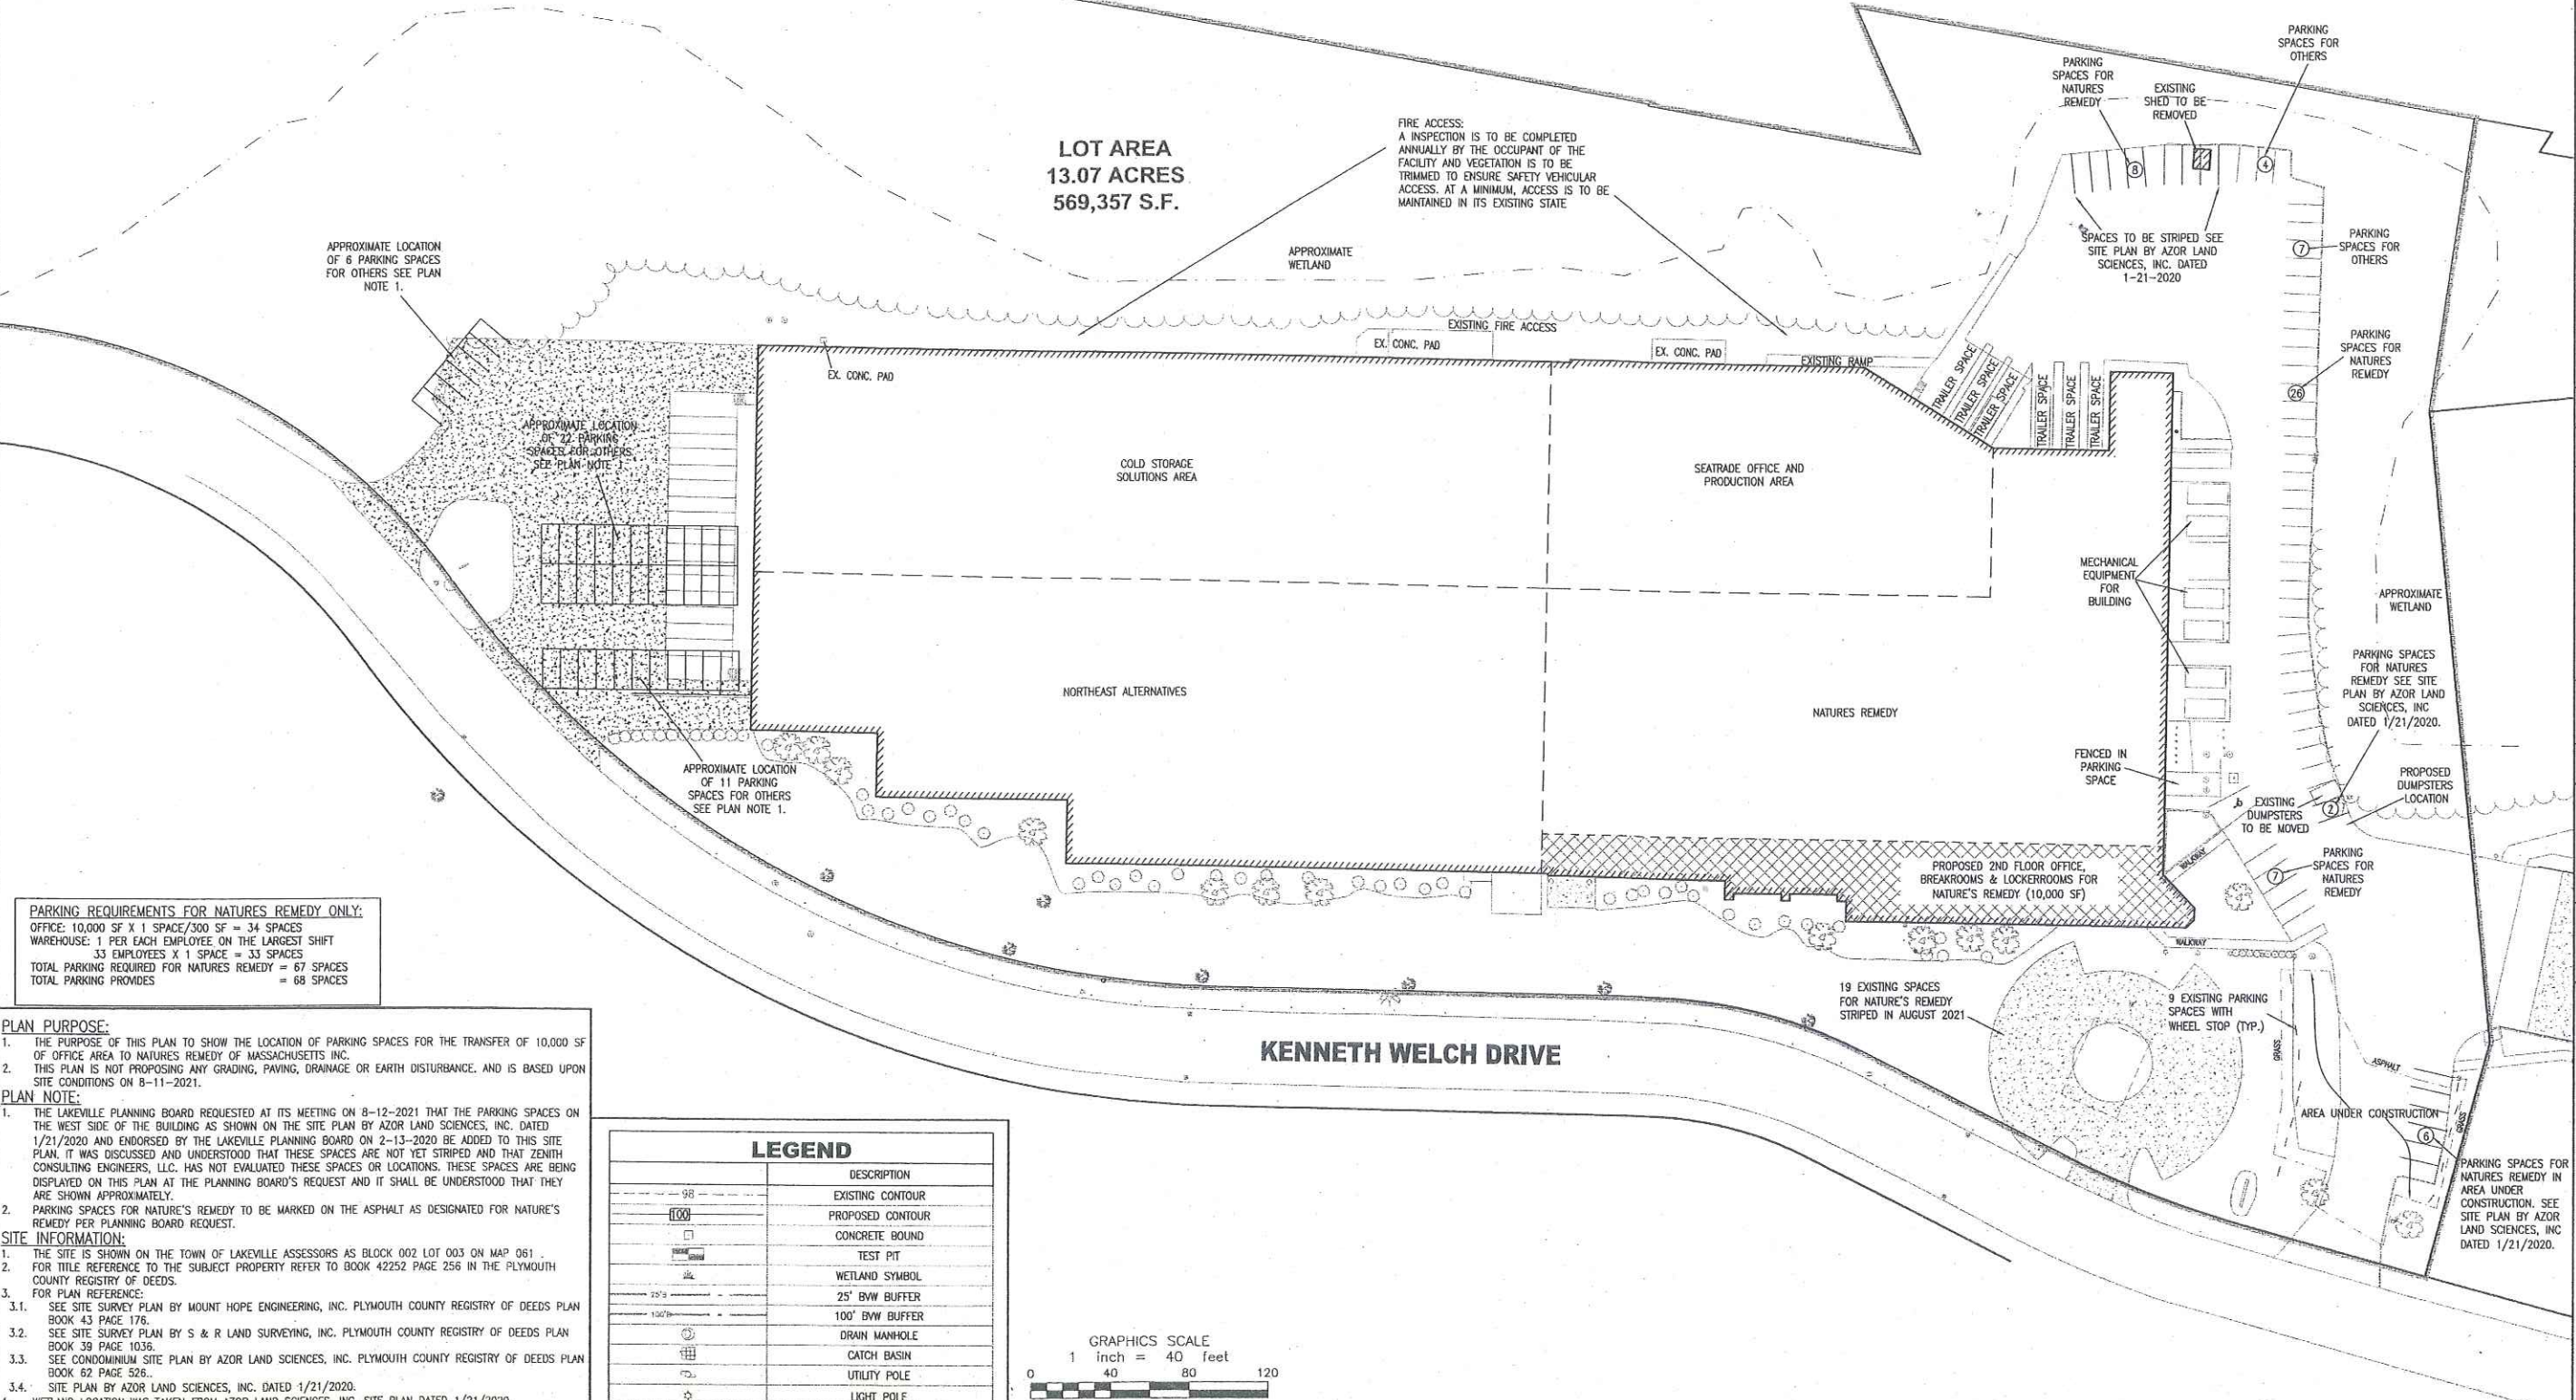 PARKING
SPACES FOR
OTHERS
PARKING
SPACES FOR
NATURES
REMEDY
EXISTING
SHED TO BE
REMOVED
8
4
LOT AREA
13.07 ACRES
569,357 S.F.
FIRE ACCESS:
A INSPECTION IS TO BE COMPLETED
ANNUALLY BY THE OCCUPANT OF THE
FACILITY AND VEGETATION IS TO BE
TRIMMED TO ENSURE SAFETY VEHICULAR
ACCESS. AT A MINIMUM, ACCESS IS TO BE
MAINTAINED IN ITS EXISTING STATE
SPACES TO BE STRIPED SEE
SITE PLAN BY AZOR LAND
SCIENCES, INC. DATED
1-21-2020
7
PARKING
SPACES FOR
OTHERS
APPROXIMATE LOCATION
OF 6 PARKING SPACES
FOR OTHERS SEE PLAN
NOTE 1.
APPROXIMATE
WETLAND
EXISTING FIRE ACCESS
EX. CONC. PAD
EX. CONC. PAD
EXISTING RAMP
EX. CONC. PAD
TRAILER SPACE
TRAILER SPACE
TRAILER SPACE
TRAILER SPACE
TRAILER SPACE
TRAILER SPACE
PARKING
SPACES FOR
NATURES
REMEDY
26
APPROXIMATE LOCATION
OF 22 PARKING
SPACES FOR OTHERS
SEE PLAN NOTE 1.
COLD STORAGE
SOLUTIONS AREA
SEATRADE OFFICE AND
PRODUCTION AREA
MECHANICAL
EQUIPMENT
FOR
BUILDING
APPROXIMATE
WETLAND
NORTHEAST ALTERNATIVES
NATURES REMEDY
PARKING SPACES
FOR NATURES
REMEDY SEE SITE
PLAN BY AZOR LAND
SCIENCES, INC
DATED 1/21/2020.
FENCED IN
PARKING
SPACE
PROPOSED
DUMPSTERS
LOCATION
EXISTING
DUMPSTERS
TO BE MOVED
2
APPROXIMATE LOCATION
OF 11 PARKING
SPACES FOR OTHERS
SEE PLAN NOTE 1.
WALKWAY
PROPOSED 2ND FLOOR OFFICE,
BREAKROOMS & LOCKERROOMS FOR
NATURE'S REMEDY (10,000 SF)
7
PARKING
SPACES FOR
NATURES
REMEDY
WALKWAY
19 EXISTING SPACES
FOR NATURE'S REMEDY
STRIPED IN AUGUST 2021
9 EXISTING PARKING
SPACES WITH
WHEEL STOP (TYP.)
GRASS
ASPHALT
AREA UNDER CONSTRUCTION
GRASS
6
PARKING SPACES FOR
NATURES REMEDY IN
AREA UNDER
CONSTRUCTION. SEE
SITE PLAN BY AZOR
LAND SCIENCES, INC
DATED 1/21/2020.
KENNETH WELCH DRIVE
PARKING REQUIREMENTS FOR NATURES REMEDY ONLY:
OFFICE: 10,000 SF X 1 SPACE/300 SF = 34 SPACES
WAREHOUSE: 1 PER EACH EMPLOYEE ON THE LARGEST SHIFT
33 EMPLOYEES X 1 SPACE = 33 SPACES
TOTAL PARKING REQUIRED FOR NATURES REMEDY = 67 SPACES
TOTAL PARKING PROVIDES = 68 SPACES
PLAN PURPOSE:
1. THE PURPOSE OF THIS PLAN TO SHOW THE LOCATION OF PARKING SPACES FOR THE TRANSFER OF 10,000 SF
OF OFFICE AREA TO NATURES REMEDY OF MASSACHUSETTS INC.
2. THIS PLAN IS NOT PROPOSING ANY GRADING, PAVING, DRAINAGE OR EARTH DISTURBANCE. AND IS BASED UPON
SITE CONDITIONS ON 8-11-2021.
PLAN NOTE:
1. THE LAKEVILLE PLANNING BOARD REQUESTED AT ITS MEETING ON 8-12-2021 THAT THE PARKING SPACES ON
THE WEST SIDE OF THE BUILDING AS SHOWN ON THE SITE PLAN BY AZOR LAND SCIENCES, INC. DATED
1/21/2020 AND ENDORSED BY THE LAKEVILLE PLANNING BOARD ON 2-13-2020 BE ADDED TO THIS SITE
PLAN. IT WAS DISCUSSED AND UNDERSTOOD THAT THESE SPACES ARE NOT YET STRIPED AND THAT ZENITH
CONSULTING ENGINEERS, LLC. HAS NOT EVALUATED THESE SPACES OR LOCATIONS. THESE SPACES ARE BEING
DISPLAYED ON THIS PLAN AT THE PLANNING BOARD'S REQUEST AND IT SHALL BE UNDERSTOOD THAT THEY
ARE SHOWN APPROXIMATELY.
2. PARKING SPACES FOR NATURE'S REMEDY TO BE MARKED ON THE ASPHALT AS DESIGNATED FOR NATURE'S
REMEDY PER PLANNING BOARD REQUEST.
SITE INFORMATION:
1. THE SITE IS SHOWN ON THE TOWN OF LAKEVILLE ASSESSORS AS BLOCK 002 LOT 003 ON MAP 061 .
2. FOR TITLE REFERENCE TO THE SUBJECT PROPERTY REFER TO BOOK 42252 PAGE 256 IN THE PLYMOUTH
COUNTY REGISTRY OF DEEDS.
3. FOR PLAN REFERENCE:
3.1. SEE SITE SURVEY PLAN BY MOUNT HOPE ENGINEERING, INC. PLYMOUTH COUNTY REGISTRY OF DEEDS PLAN
BOOK 43 PAGE 176.
3.2. SEE SITE SURVEY PLAN BY S & R LAND SURVEYING, INC. PLYMOUTH COUNTY REGISTRY OF DEEDS PLAN
BOOK 39 PAGE 1036.
3.3. SEE CONDOMINIUM SITE PLAN BY AZOR LAND SCIENCES, INC. PLYMOUTH COUNTY REGISTRY OF DEEDS PLAN
BOOK 62 PAGE 526..
3.4. SITE PLAN BY AZOR LAND SCIENCES, INC. DATED 1/21/2020.
LEGEND
DESCRIPTION
98 EXISTING CONTOUR
100 PROPOSED CONTOUR
CONCRETE BOUND
TEST PIT
WETLAND SYMBOL
25'B 25' BVW BUFFER
100'B 100' BVW BUFFER
DRAIN MANHOLE
CATCH BASIN
UTILITY POLE
LIGHT POLE
GRAPHICS SCALE
1 inch = 40 feet
0 40 80 120